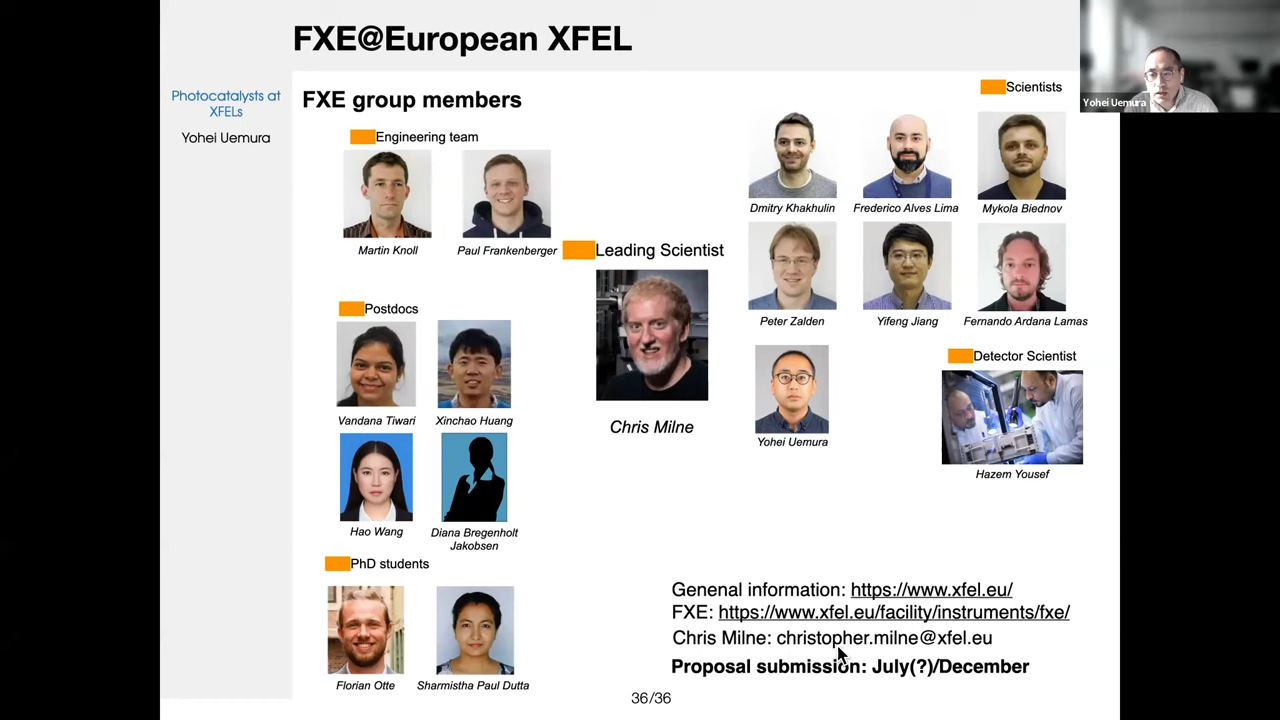 FXE@European XFEL
Photocatalysts at
XFELs
Yohei Uemura
FXE group members
Engineering team
Martin Knoll
Paul Frankenberger
Postdocs
Vandana Tiwari
Xinchao Huang
Hao Wang
Diana Bregenholt
Jakobsen
PhD students
Florian Otte
Sharmistha Paul Dutta
Leading Scientist
Chris Milne
Scientists
Dmitry Khakhulin
Frederico Alves Lima
Mykola Biednov
Peter Zalden
Yifeng Jiang
Fernando Ardana Lamas
Yohei Uemura
Detector Scientist
Hazem Yousef
Genenal information: https://www.xfel.eu/
FXE: https://www.xfel.eu/facility/instruments/fxe/
Chris Milne: christopher.milne@xfel.eu
Proposal submission: July(?)/December
36/36
Yohei Uemura